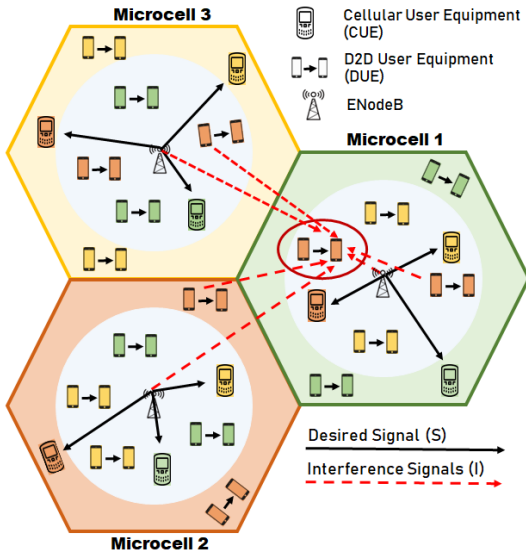 Microcell 3
Cellular User Equipment
(CUE)
D2D User Equipment
(DUE)
ENodeB
Microcell 1
Desired Signal (S)
Interference Signals (I)
Microcell 2